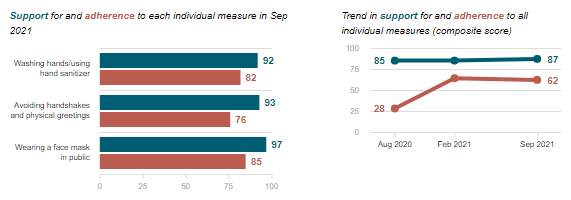 Support for and adherence to each individual measure in Sep
2021
Washing hands/using
hand sanitizer
92
82
Avoiding handshakes
and physical greetings
93
76
Wearing a face mask
in public
97
85
0 25 50 75 100
Trend in support for and adherence to all
individual measures (composite score)
100
75
50
25
0
85
87
28
62
Aug 2020 Feb 2021 Sep 2021